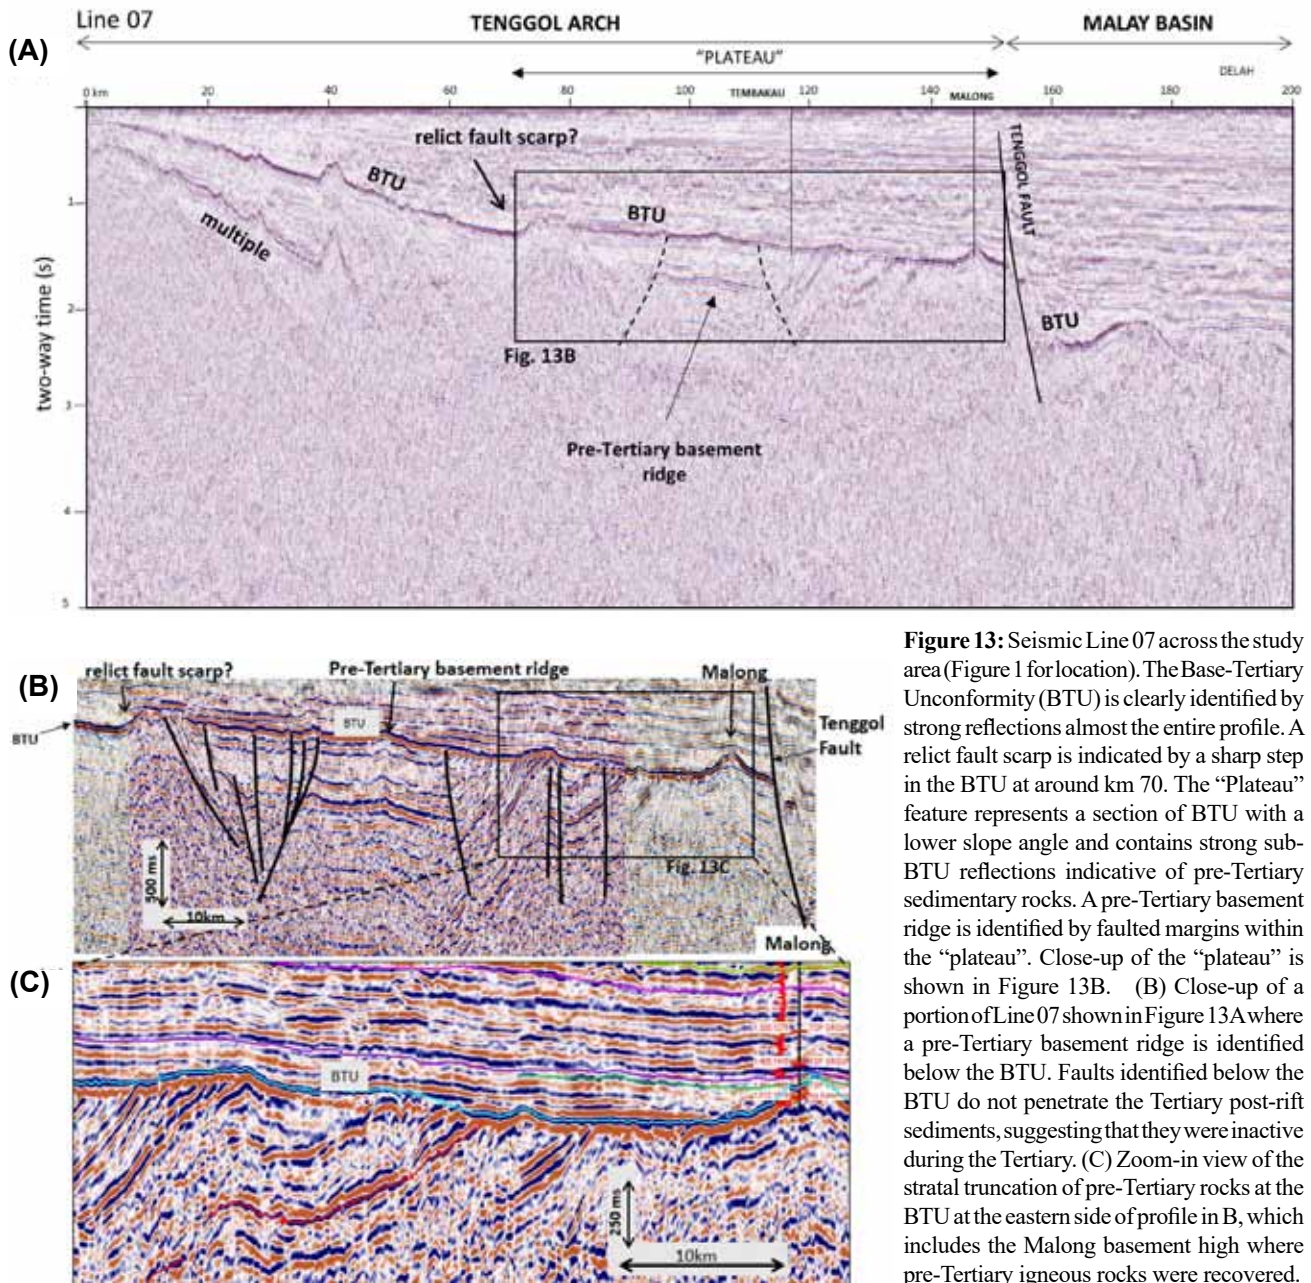 Line 07
TENGGOL ARCH
MALAY BASIN
(A)
"PLATEAU"
DELAH
0 km 20 40 60 80 100 TEMBAKAU 120 140 MALONG 160 180 200
relict fault scarp?
TENGGOL FAULT
BTU
BTU
1
multiple
two-way time (s)
2
BTU
Fig. 13B
3
Pre-Tertiary basement
ridge
4
5
(B)
relict fault scarp?
Pre-Tertiary basement ridge
Malong
BTU
BTU
Tenggol
Fault
Fig. 13C
500 ms
10km
Malong
(C)
BTU
250 ms
10km
Figure 13: Seismic Line 07 across the study
area (Figure 1 for location). The Base-Tertiary
Unconformity (BTU) is clearly identified by
strong reflections almost the entire profile. A
relict fault scarp is indicated by a sharp step
in the BTU at around km 70. The “Plateau”
feature represents a section of BTU with a
lower slope angle and contains strong sub-
BTU reflections indicative of pre-Tertiary
sedimentary rocks. A pre-Tertiary basement
ridge is identified by faulted margins within
the “plateau”. Close-up of the “plateau” is
shown in Figure 13B. (B) Close-up of a
portion of Line 07 shown in Figure 13A where
a pre-Tertiary basement ridge is identified
below the BTU. Faults identified below the
BTU do not penetrate the Tertiary post-rift
sediments, suggesting that they were inactive
during the Tertiary. (C) Zoom-in view of the
stratal truncation of pre-Tertiary rocks at the
BTU at the eastern side of profile in B, which
includes the Malong basement high where
pre-Tertiary igneous rocks were recovered.